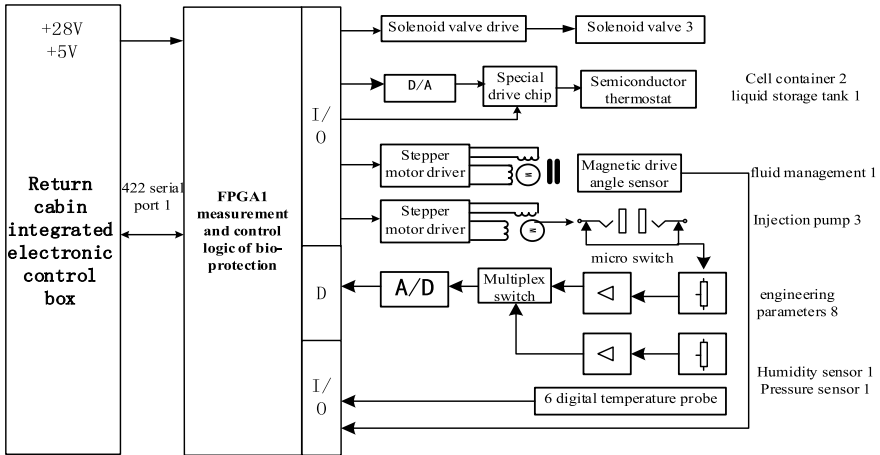 +28V
+5V
Return
cabin
integrated
electronic
control
box
422 serial
port 1
FPGA1
measurement
and control
logic of bio-
protection
I/
O
D
I/
O
Solenoid valve drive
Solenoid valve 3
D/A
Special
drive chip
Semiconductor
thermostat
Cell container 2
liquid storage tank 1
Stepper
motor driver
M
Magnetic drive
angle sensor
fluid management 1
Stepper
motor driver
M
Injection pump 3
micro switch
A/D
Multiplex
switch
engineering
parameters 8
Humidity sensor 1
Pressure sensor 1
6 digital temperature probe